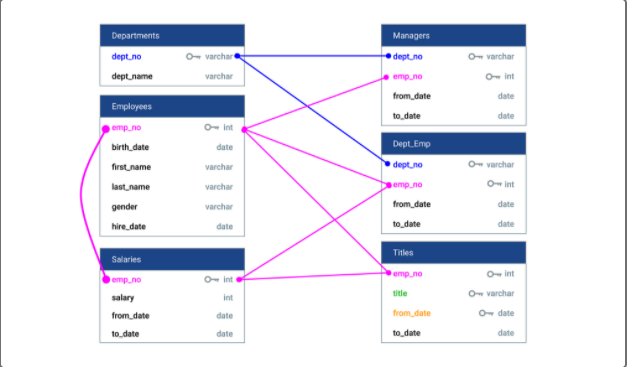 Departments
dept_no varchar
dept_name varchar
Employees
emp_no int
birth_date date
first_name varchar
last_name varchar
gender varchar
hire_date date
Salaries
emp_no int
salary int
from_date date
to_date date
Managers
dept_no varchar
emp_no int
from_date date
to_date date
Dept_Emp
dept_no varchar
emp_no int
from_date date
to_date date
Titles
emp_no int
title varchar
from_date date
to_date date